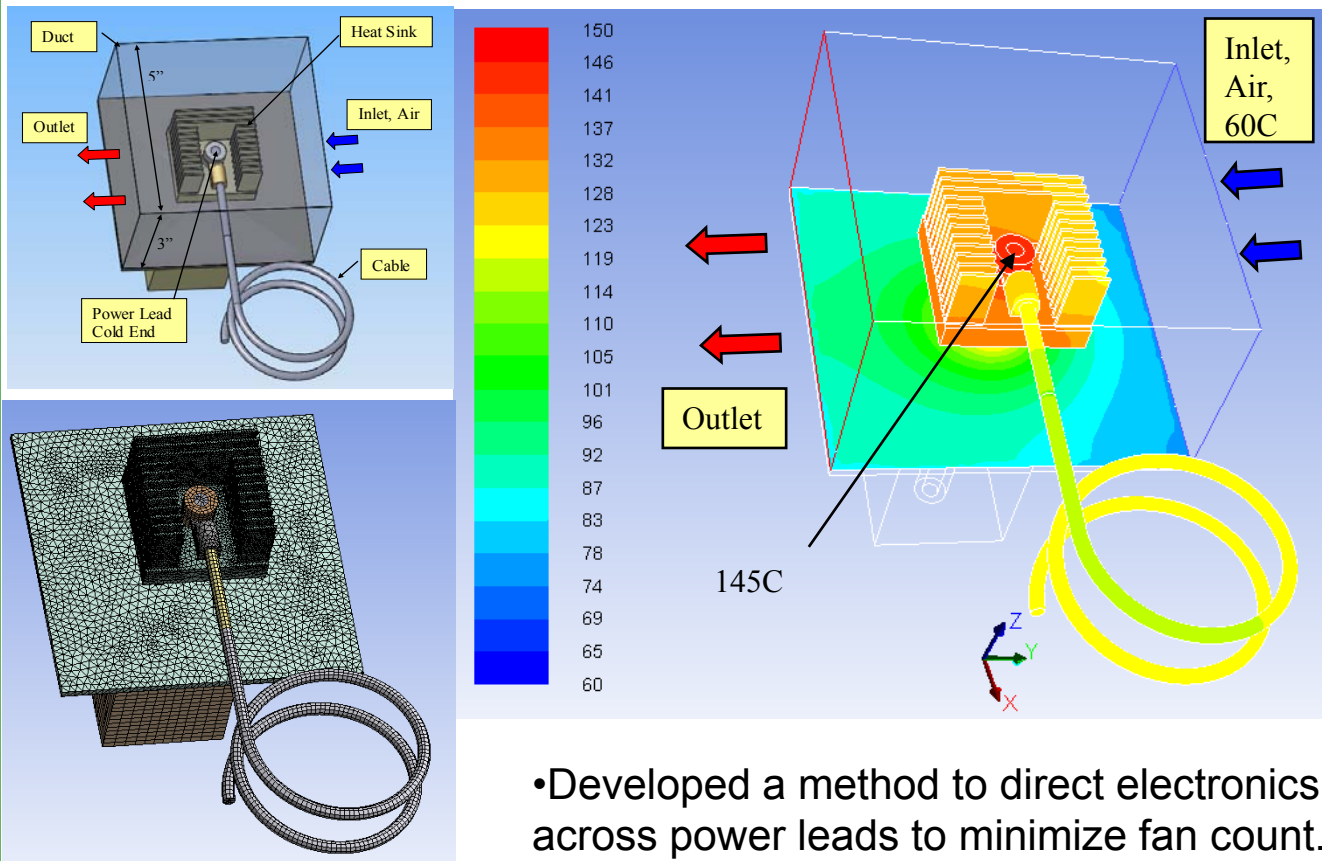 Duct
Heat Sink
5”
Outlet
Inlet, Air
3”
Cable
Power Lead
Cold End
150
146
141
137
132
128
123
119
114
110
105
101
96
92
87
83
78
74
69
65
60
Inlet,
Air,
60C
Outlet
145C
Z
Y
X
•Developed a method to direct electronics
across power leads to minimize fan count.